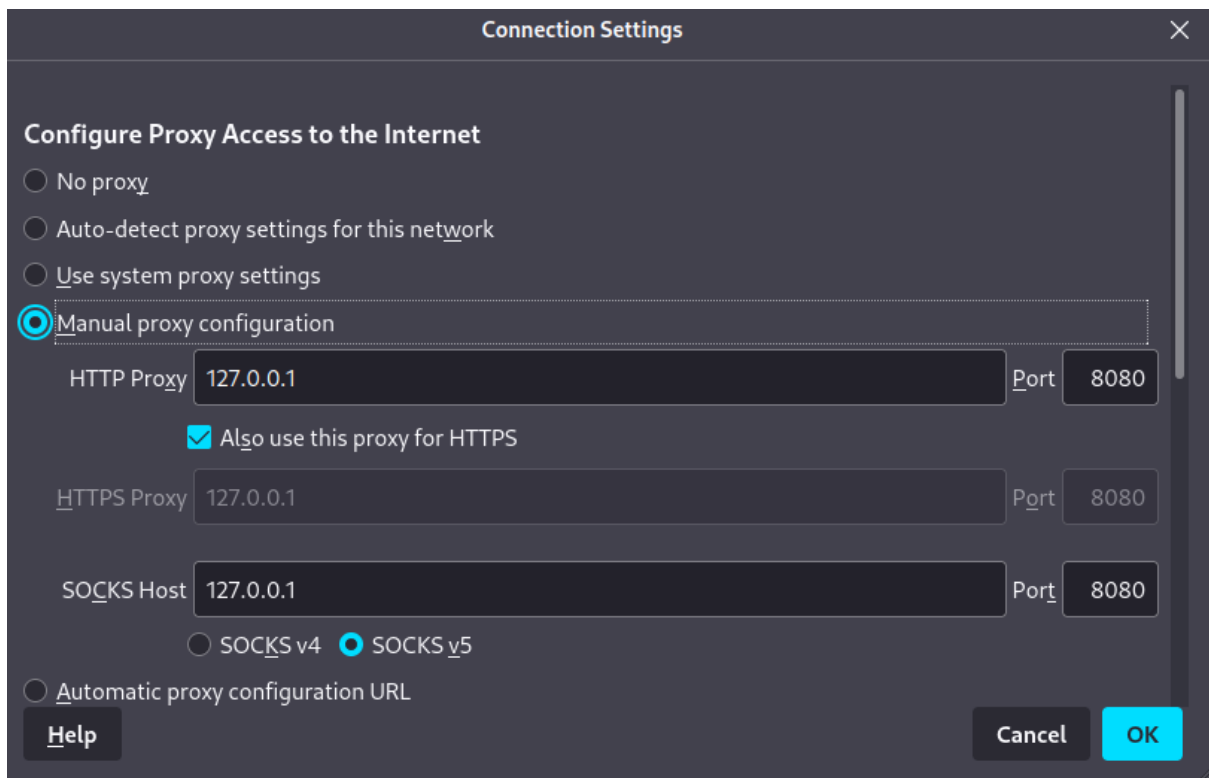 Connection Settings
Configure Proxy Access to the Internet
No proxy
Auto-detect proxy settings for this network
Use system proxy settings
Manual proxy configuration
HTTP Proxy 127.0.0.1 Port 8080
Also use this proxy for HTTPS
HTTPS Proxy 127.0.0.1 Port 8080
SOCKS Host 127.0.0.1 Port 8080
SOCKS v4 SOCKS v5
Automatic proxy configuration URL
Help Cancel OK